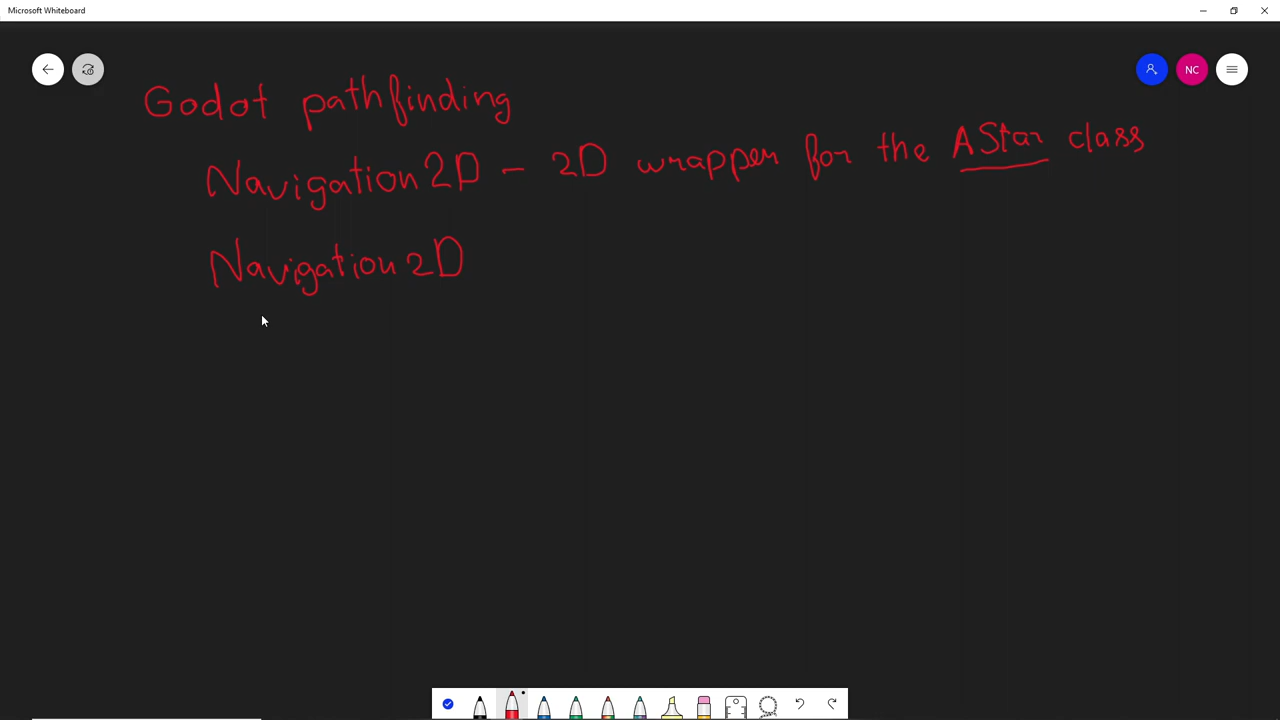 Microsoft Whiteboard
NC
Godot pathfinding
Navigation2D - 2D wrapper for the AStar class
Navigation2D